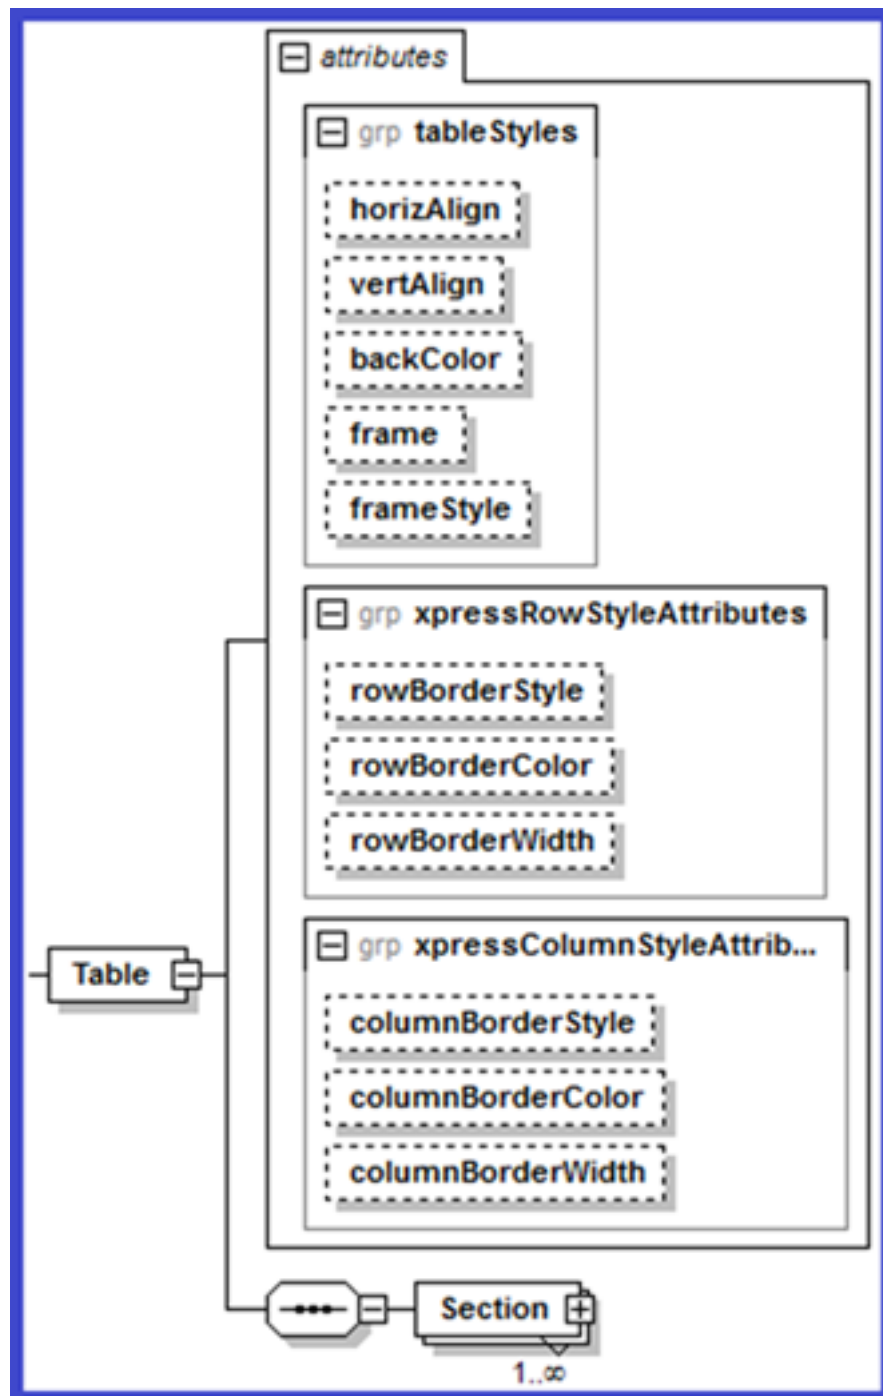 attributes
grp tableStyles
horizAlign
vertAlign
backColor
frame
frameStyle
grp xpressRowStyleAttributes
rowBorderStyle
rowBorderColor
rowBorderWidth
grp xpressColumnStyleAttrib...
columnBorderStyle
columnBorderColor
columnBorderWidth
Table
Section
1..∞